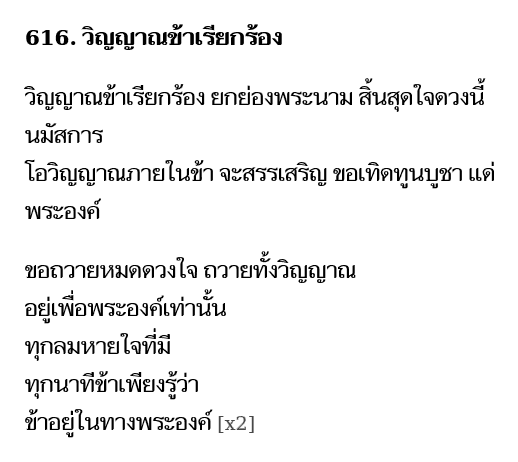 616. วิญญาณข้าเรียกร้อง
วิญญาณข้าเรียกร้อง ยกย่องพระนาม สิ้นสุดใจดวงนี้
นมัสการ
โอวิญญาณภายในข้า จะสรรเสริญ ขอเทิดทูนบูชา แด่
พระองค์
ขอถวายหมดดวงใจ ถวายทั้งวิญญาณ
อยู่เพื่อพระองค์เท่านั้น
ทุกลมหายใจที่มี
ทุกนาทีข้าเพียงรู้ว่า
ข้าอยู่ในทางพระองค์ [x2]